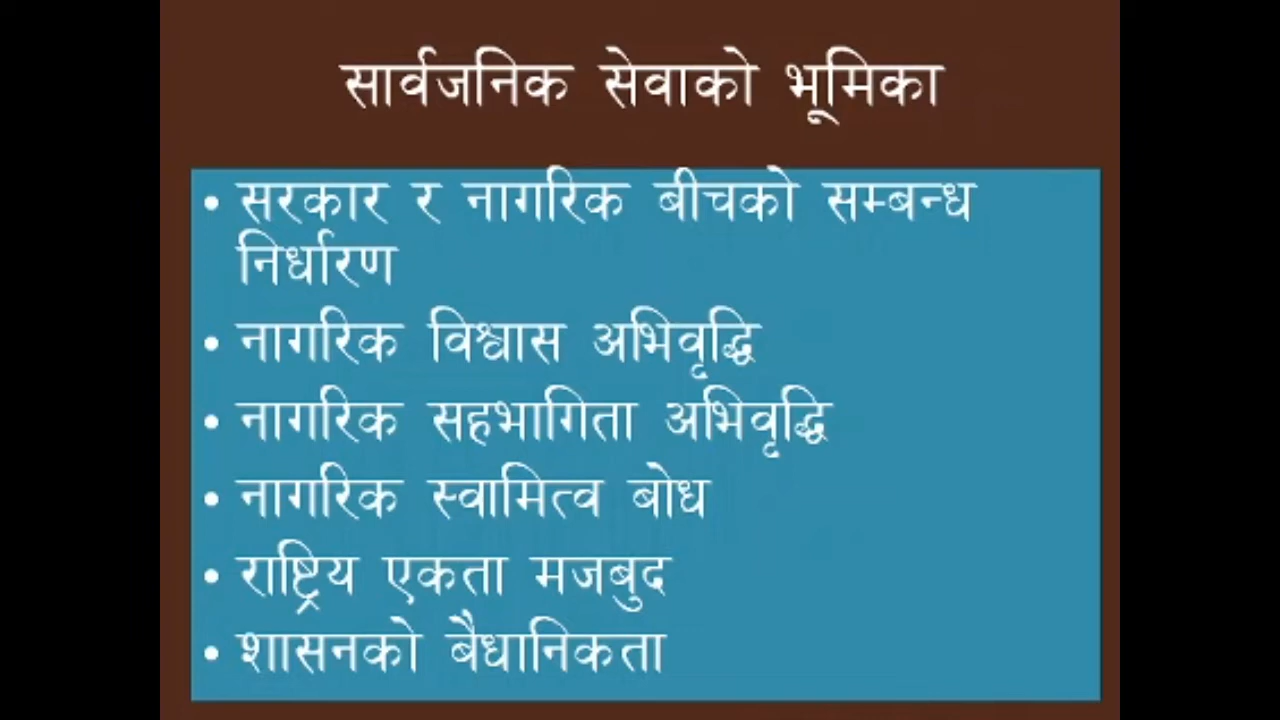 सार्वजनिक सेवाको भूमिका
• सरकार र नागरिक बीचको सम्बन्ध
निर्धारण
• नागरिक विश्वास अभिवृद्धि
• नागरिक सहभागिता अभिवृद्धि
• नागरिक स्वामित्व बोध
• राष्ट्रिय एकता मजबुद
• शासनको बैधानिकता